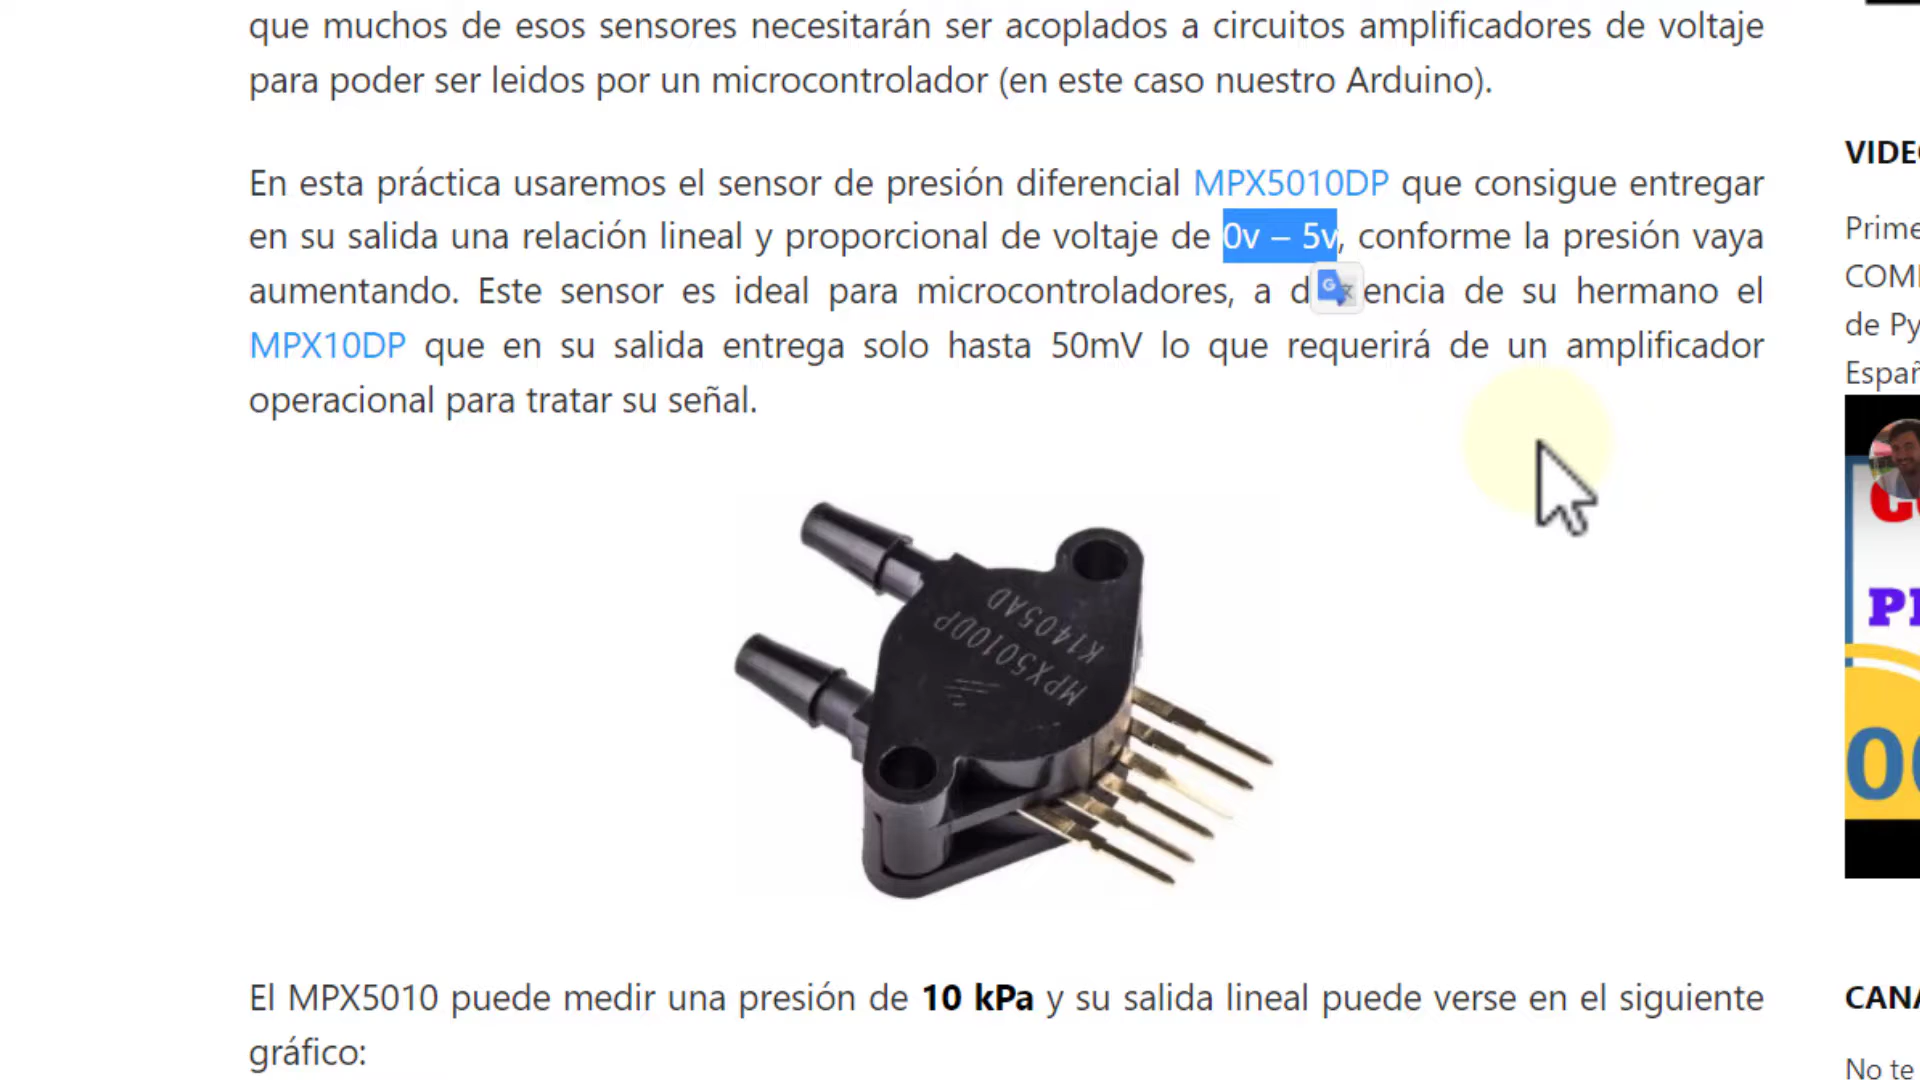 que muchos de esos sensores necesitarán ser acoplados a circuitos amplificadores de voltaje
para poder ser leidos por un microcontrolador (en este caso nuestro Arduino).
En esta práctica usaremos el sensor de presión diferencial MPX5010DP que consigue entregar
en su salida una relación lineal y proporcional de voltaje de 0v – 5v, conforme la presión vaya
aumentando. Este sensor es ideal para microcontroladores, a d encia de su hermano el
MPX10DP que en su salida entrega solo hasta 50mV lo que requerirá de un amplificador
operacional para tratar su señal.
MPX5010DP
K1405AD
El MPX5010 puede medir una presión de 10 kPa y su salida lineal puede verse en el siguiente
gráfico:
VIDE
Prime
COM
de Py
Españ
CANA
No te